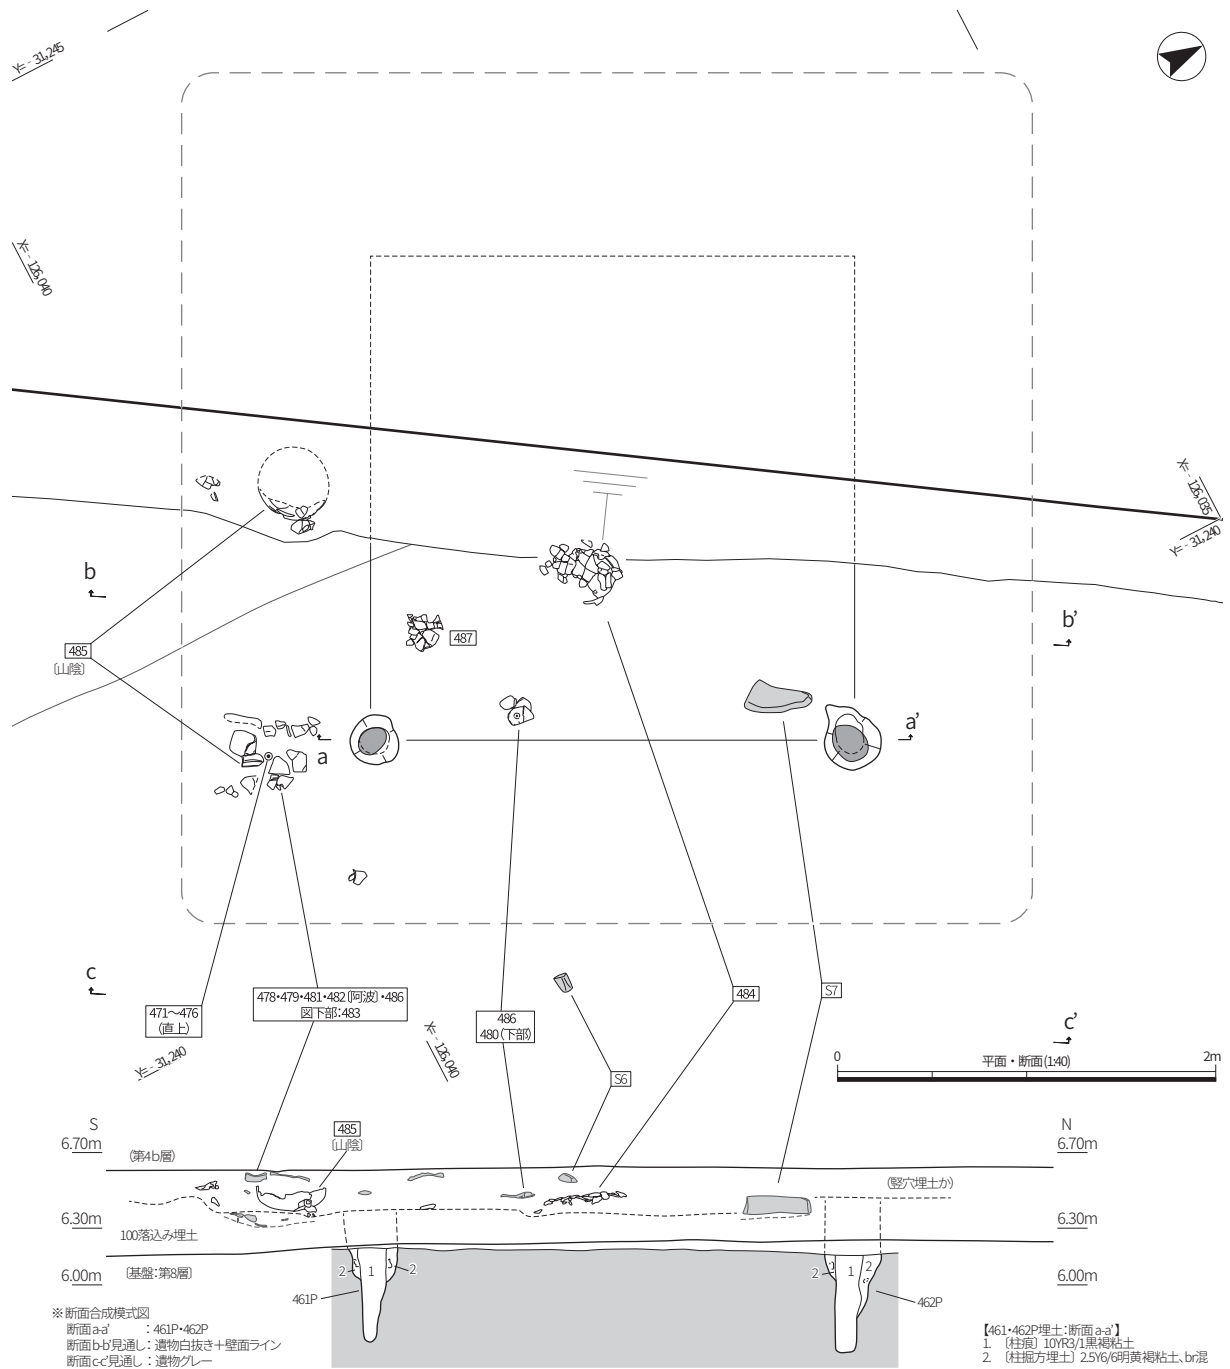 Y=-31,245
X=-126,040
X=-126,035
Y=-31,240
b
b'
485
〔山陰〕
487
a
a'
c
c'
471～476
(直上)
478・479・481・482〔阿波〕・486
図下部:483
486
480(下部)
484
S7
Y=-31,240
X=-126,040
S6
0
平面・断面(1:40)
2m
S
6.70m
(第4b層)
485
〔山陰〕
N
6.70m
(竪穴埋土か)
6.30m
100落込み埋土
6.30m
6.00m
〔基盤:第8層〕
2
1
2
2
1
2
6.00m
461P
462P
※断面合成模式図
断面a-a' :461P・462P
断面b-b'見通し:遺物白抜き+壁面ライン
断面c-c'見通し:遺物グレー
【461・462P埋土:断面a-a'】
1. 〔柱痕〕10YR3/1黒褐粘土
2. 〔柱掘方埋土〕2.5Y6/6明黄褐粘土、br混